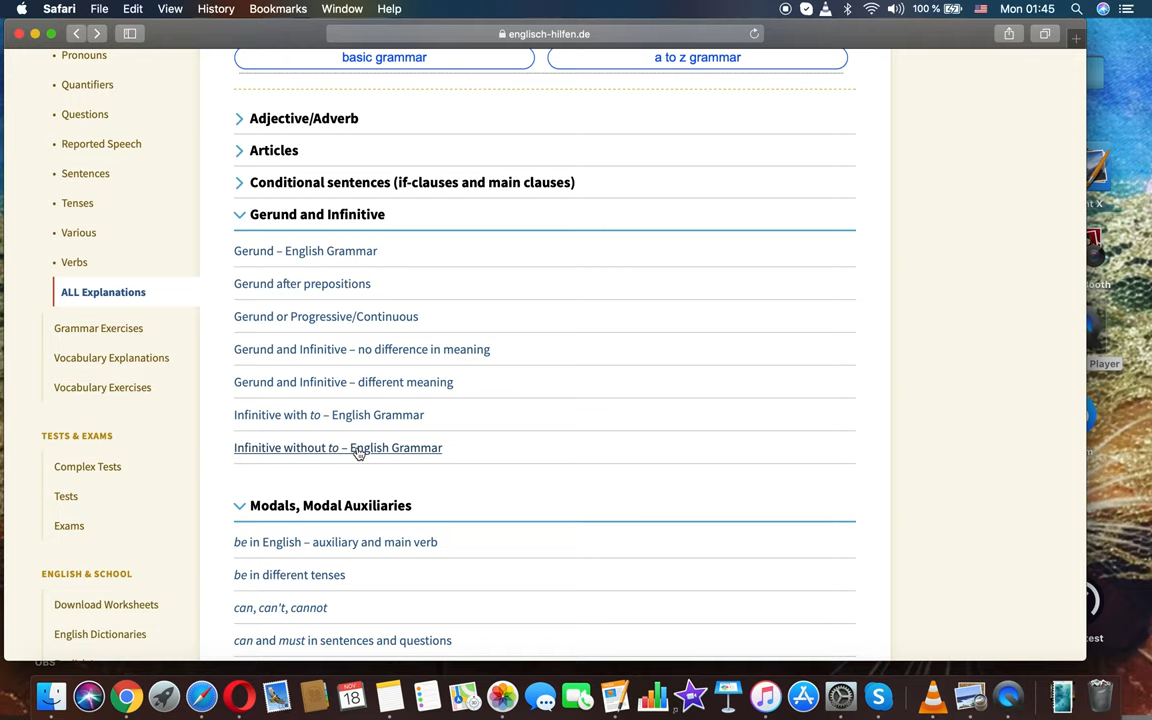 Safari File Edit View History Bookmarks Window Help 100 % Mon 01:45
englisch-hilfen.de
Pronouns
Quantifiers
Questions
Reported Speech
Sentences
Tenses
Various
Verbs
ALL Explanations
Grammar Exercises
Vocabulary Explanations
Vocabulary Exercises
TESTS & EXAMS
Complex Tests
Tests
Exams
ENGLISH & SCHOOL
Download Worksheets
English Dictionaries
basic grammar
a to z grammar
Adjective/Adverb
Articles
Conditional sentences (if-clauses and main clauses)
Gerund and Infinitive
Gerund – English Grammar
Gerund after prepositions
Gerund or Progressive/Continuous
Gerund and Infinitive – no difference in meaning
Gerund and Infinitive – different meaning
Infinitive with to – English Grammar
Infinitive without to – English Grammar
Modals, Modal Auxiliaries
be in English – auxiliary and main verb
be in different tenses
can, can't, cannot
can and must in sentences and questions
Player
NOV
18